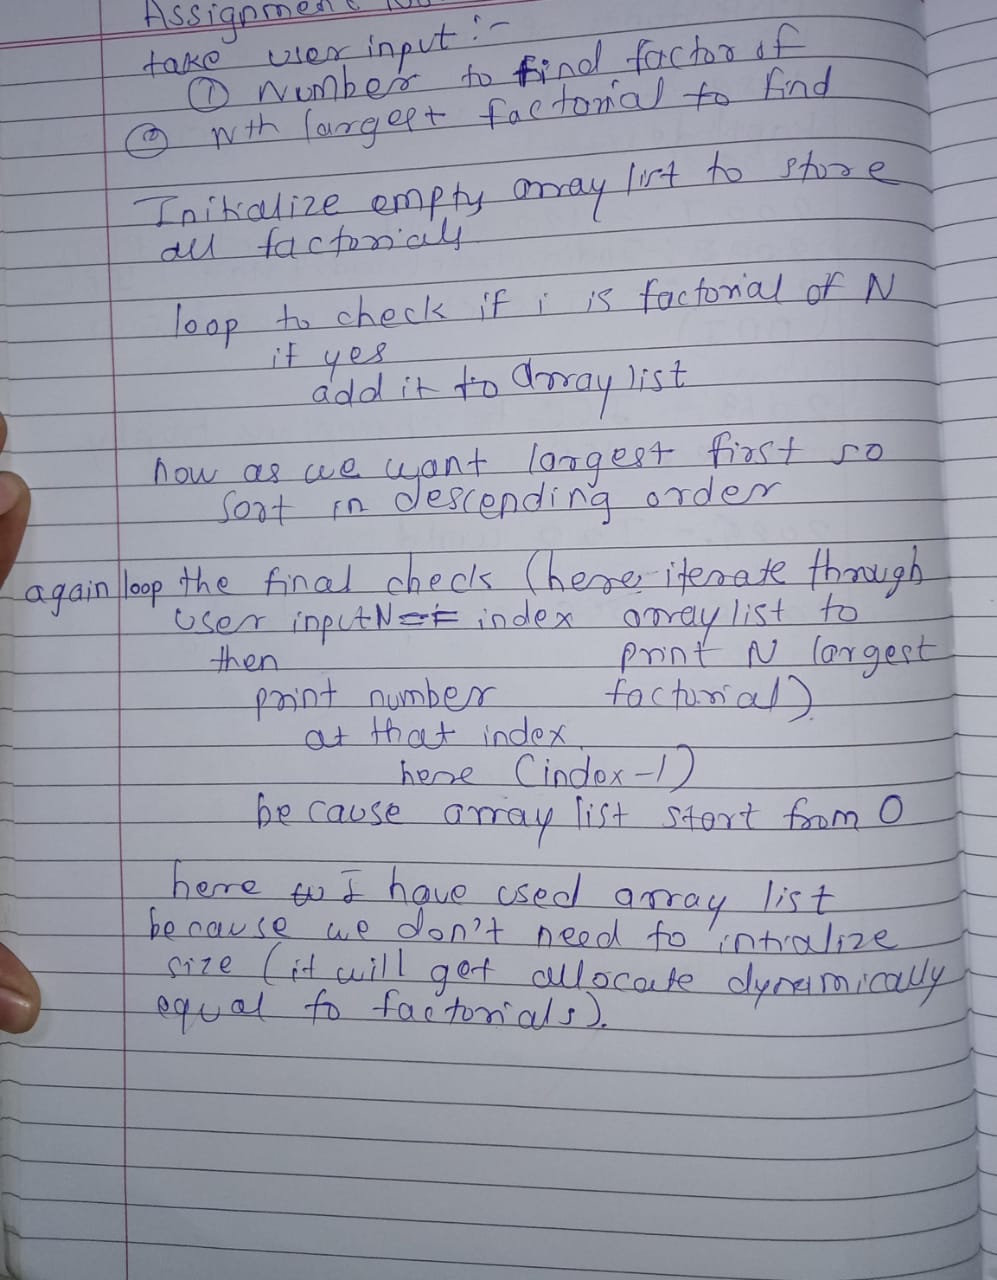 Assignment
take user input :-
① Number to find factor of
② Nth largest factorial to find
Initialize empty array list to store
all factorials
loop to check if i is factorial of N
if yes
add it to Array list
now as we want largest first so
sort in descending order
again loop the final check (here iterate through
user input N == index array list to
then print N largest
print number factorial)
at that index
here (index-1)
because array list start from 0
here I have used array list
because we don't need to intialize
size (it will get allocate dynamically
equal to factorials).